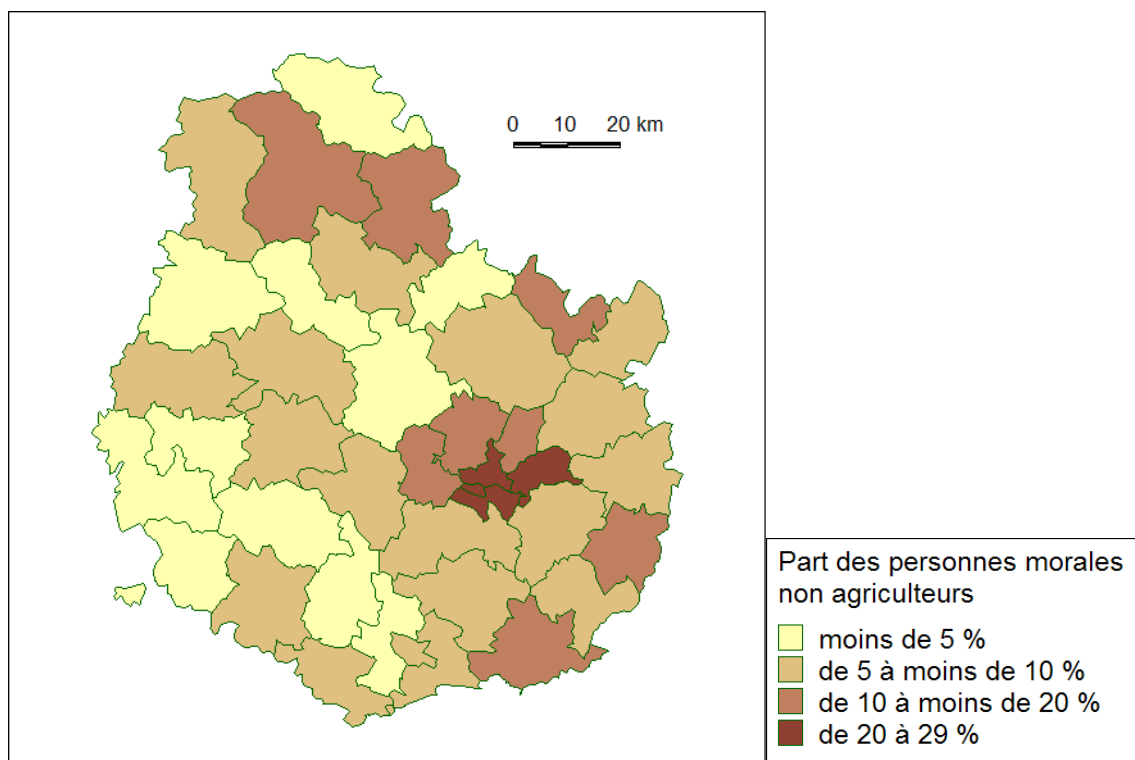 0 10 20 km
Part des personnes morales
non agriculteurs
moins de 5 %
de 5 à moins de 10 %
de 10 à moins de 20 %
de 20 à 29 %